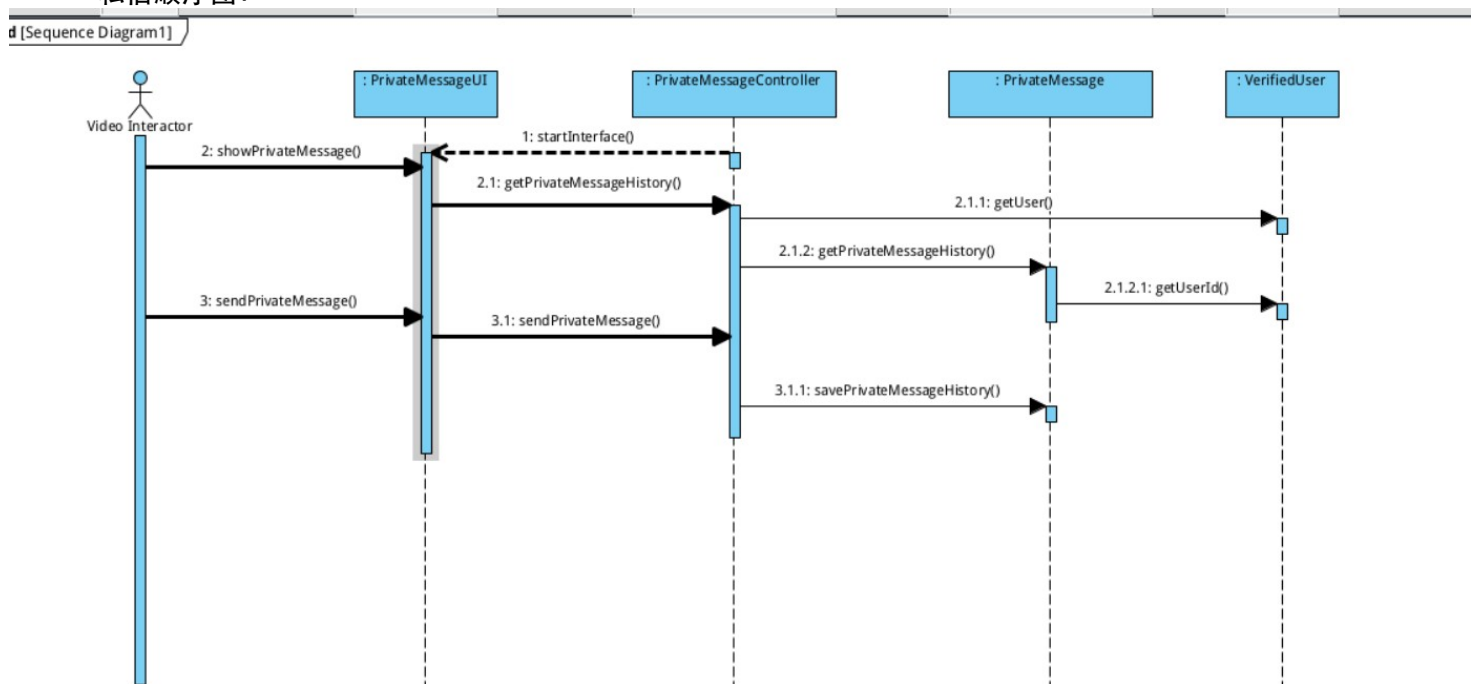 d [Sequence Diagram1]
: PrivateMessageUI
: PrivateMessageController
: PrivateMessage
: VerifiedUser
Video Interactor
1: startInterface()
2: showPrivateMessage()
2.1: getPrivateMessageHistory()
2.1.1: getUser()
2.1.2: getPrivateMessageHistory()
2.1.2.1: getUserId()
3: sendPrivateMessage()
3.1: sendPrivateMessage()
3.1.1: savePrivateMessageHistory()